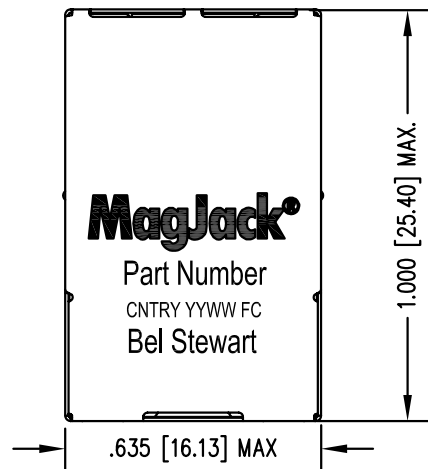 MagJack®
Part Number
CNTRY YYWW FC
Bel Stewart
1.000 [25.40] MAX.
.635 [16.13] MAX